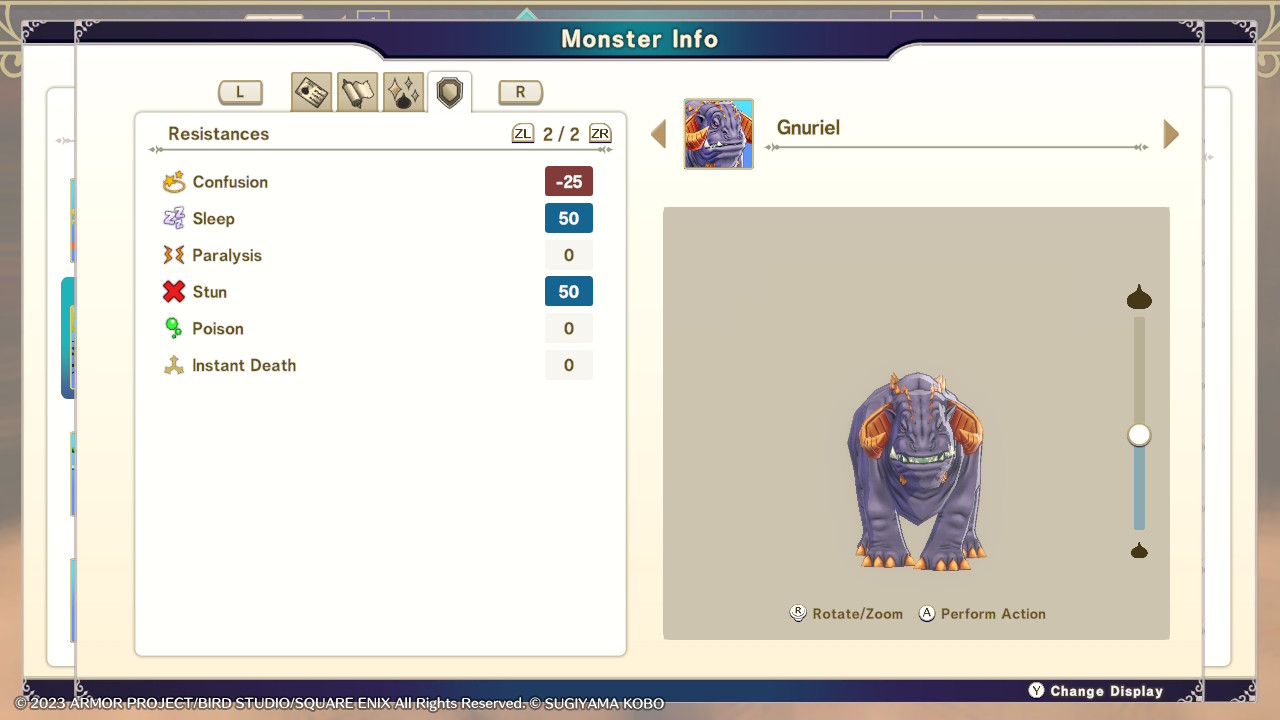 Monster Info
L
R
Resistances
ZL 2 / 2 ZR
Gnuriel
Confusion -25
Sleep 50
Paralysis 0
Stun 50
Poison 0
Instant Death 0
R Rotate/Zoom A Perform Action
Y Change Display
© 2023 ARMOR PROJECT/BIRD STUDIO/SQUARE ENIX All Rights Reserved. © SUGIYAMA KOBO